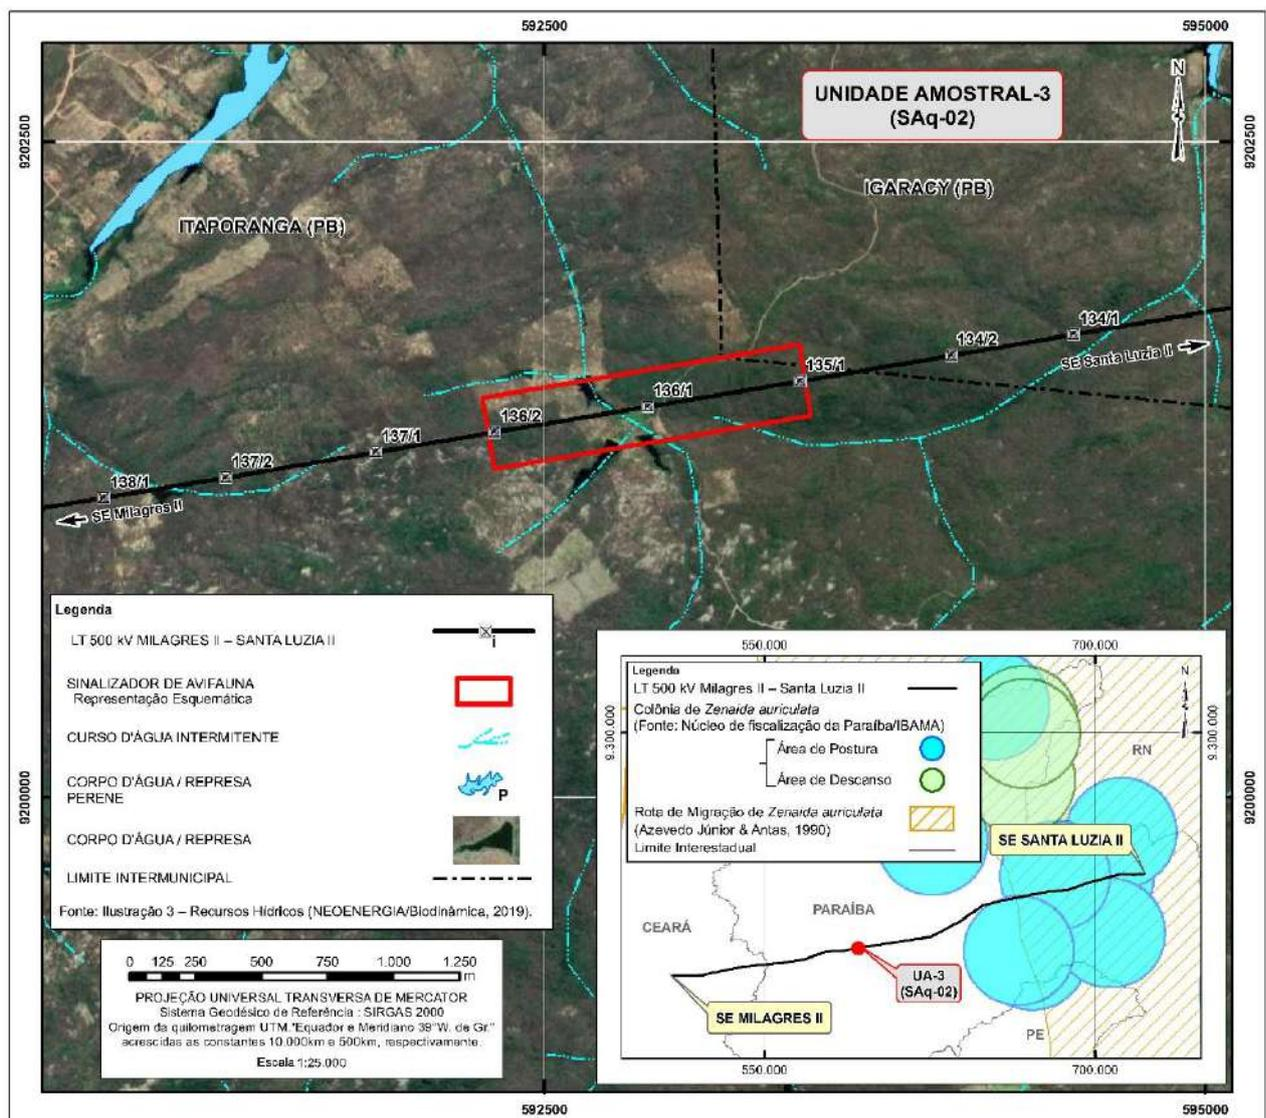 592500
595000
9202500
9202500
UNIDADE AMOSTRAL-3
(SAq-02)
N
ITAPORANGA (PB)
IGARACY (PB)
134/1
134/2
SE Santa Luzia II
135/1
136/1
136/2
137/1
137/2
138/1
SE Milagres II
9200000
9200000
Legenda
LT 500 kV MILAGRES II – SANTA LUZIA II
i
SINALIZADOR DE AVIFAUNA
Representação Esquemática
CURSO D'ÁGUA INTERMITENTE
CORPO D'ÁGUA / REPRESA
PERENE
P
CORPO D'ÁGUA / REPRESA
LIMITE INTERMUNICIPAL
Fonte: Ilustração 3 – Recursos Hídricos (NEOENERGIA/Biodinâmica, 2019).
0 125 250 500 750 1.000 1.250
m
PROJEÇÃO UNIVERSAL TRANSVERSA DE MERCATOR
Sistema Geodésico de Referência : SIRGAS 2000
Origem da quilometragem UTM."Equador e Meridiano 39°W. de Gr."
acrescidas as constantes 10.000km e 500km, respectivamente.
Escala 1:25.000
550.000
700.000
9.300.000
9.300.000
Legenda
LT 500 kV Milagres II – Santa Luzia II
Colônia de Zenaida auriculata
(Fonte: Núcleo de fiscalização da Paraíba/IBAMA)
Área de Postura
Área de Descanso
Rota de Migração de Zenaida auriculata
(Azevedo Júnior & Antas, 1990)
Limite Interestadual
N
RN
SE SANTA LUZIA II
PARAÍBA
CEARÁ
UA-3
(SAq-02)
SE MILAGRES II
PE
550.000
700.000
592500
595000